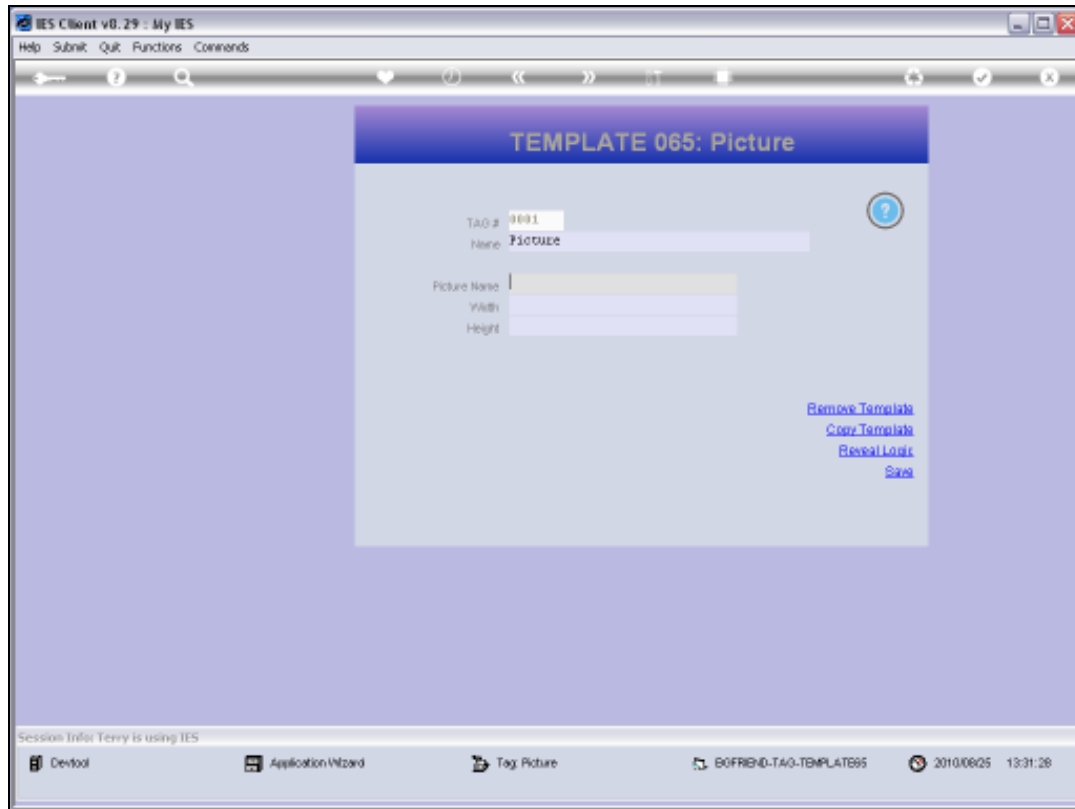 IES Client v8.29 : My IES
Help Submit Quit Functions Commands
TEMPLATE 065: Picture
TAG # 0001
Name Picture
Picture Name
Width
Height
Remove Template
Copy Template
Reveal Logic
Save
Session Info: Terry is using IES
Devtool Application Wizard Tag: Picture BGFRIEND-TAG-TEMPLATE65 2010/08/25 13:31:28